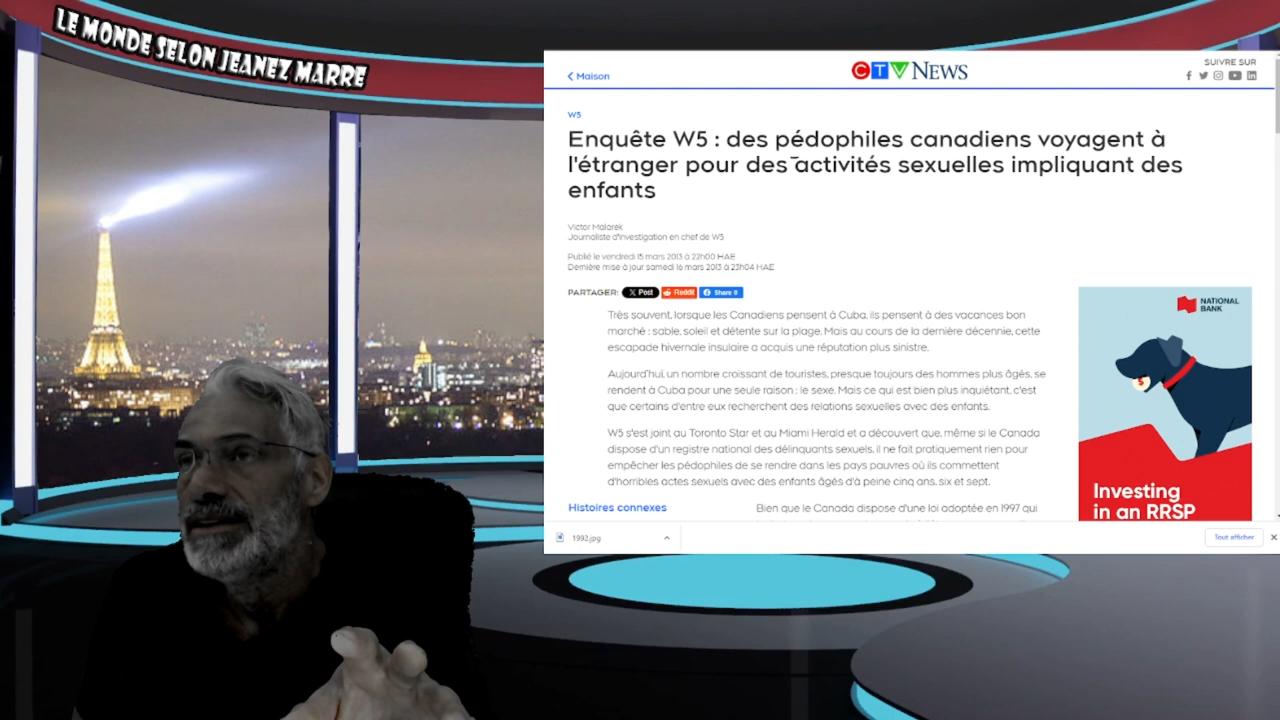 LE MONDE SELON JEANEZ MARRE
Maison
CTV NEWS
SUIVRE SUR
W5
Enquête W5 : des pédophiles canadiens voyagent à
l'étranger pour des activités sexuelles impliquant des
enfants
Victor Malarek
Journaliste d'investigation en chef de W5
Publié le vendredi 15 mars 2013 à 22h00 HAE
Dernière mise à jour samedi 16 mars 2013 à 23h04 HAE
PARTAGER: X Post Reddit Share 0
Très souvent, lorsque les Canadiens pensent à Cuba, ils pensent à des vacances bon
marché : sable, soleil et détente sur la plage. Mais au cours de la dernière décennie, cette
escapade hivernale insulaire a acquis une réputation plus sinistre.
Aujourd'hui, un nombre croissant de touristes, presque toujours des hommes plus âgés, se
rendent à Cuba pour une seule raison : le sexe. Mais ce qui est bien plus inquiétant, c'est
que certains d'entre eux recherchent des relations sexuelles avec des enfants.
W5 s'est joint au Toronto Star et au Miami Herald et a découvert que, même si le Canada
dispose d'un registre national des délinquants sexuels, il ne fait pratiquement rien pour
empêcher les pédophiles de se rendre dans les pays pauvres où ils commettent
d'horribles actes sexuels avec des enfants âgés d'à peine cinq ans, six et sept.
Histoires connexes
Bien que le Canada dispose d'une loi adoptée en 1997 qui
NATIONAL
BANK
$
Investing
in an RRSP
1992.jpg
Tout afficher